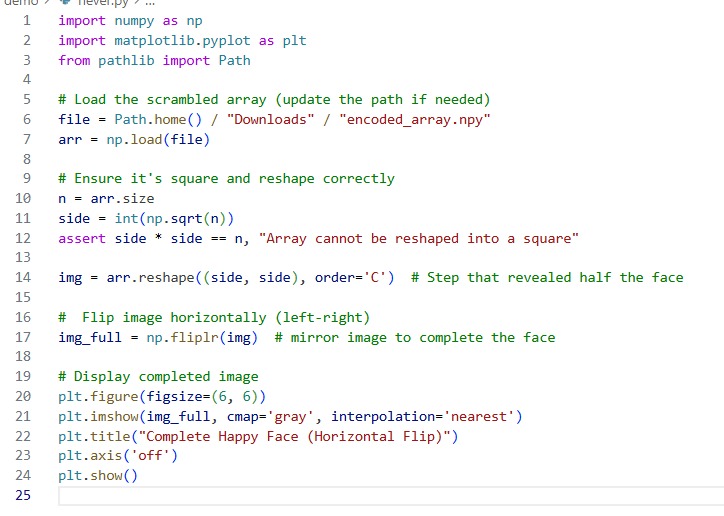 demo > never.py > ...
1 import numpy as np
2 import matplotlib.pyplot as plt
3 from pathlib import Path
4
5 # Load the scrambled array (update the path if needed)
6 file = Path.home() / "Downloads" / "encoded_array.npy"
7 arr = np.load(file)
8
9 # Ensure it's square and reshape correctly
10 n = arr.size
11 side = int(np.sqrt(n))
12 assert side * side == n, "Array cannot be reshaped into a square"
13
14 img = arr.reshape((side, side), order='C')  # Step that revealed half the face
15
16 #  Flip image horizontally (left-right)
17 img_full = np.fliplr(img)  # mirror image to complete the face
18
19 # Display completed image
20 plt.figure(figsize=(6, 6))
21 plt.imshow(img_full, cmap='gray', interpolation='nearest')
22 plt.title("Complete Happy Face (Horizontal Flip)")
23 plt.axis('off')
24 plt.show()
25